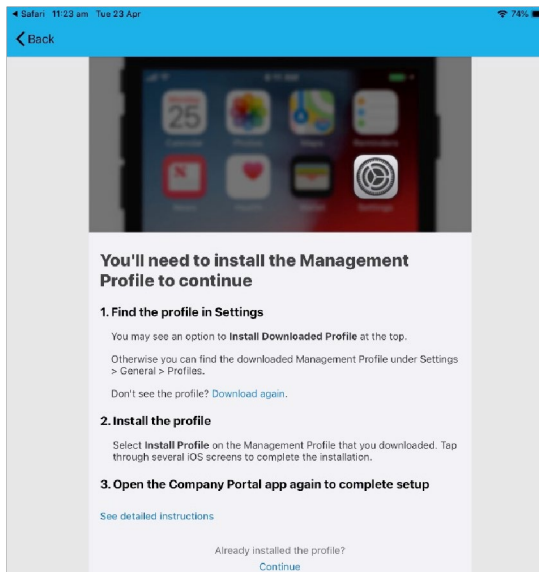 Safari 11:23 am Tue 23 Apr 74%
Back
25
You'll need to install the Management
Profile to continue
1. Find the profile in Settings
You may see an option to Install Downloaded Profile at the top.
Otherwise you can find the downloaded Management Profile under Settings
> General > Profiles.
Don't see the profile? Download again.
2. Install the profile
Select Install Profile on the Management Profile that you downloaded. Tap
through several iOS screens to complete the installation.
3. Open the Company Portal app again to complete setup
See detailed instructions
Already installed the profile?
Continue